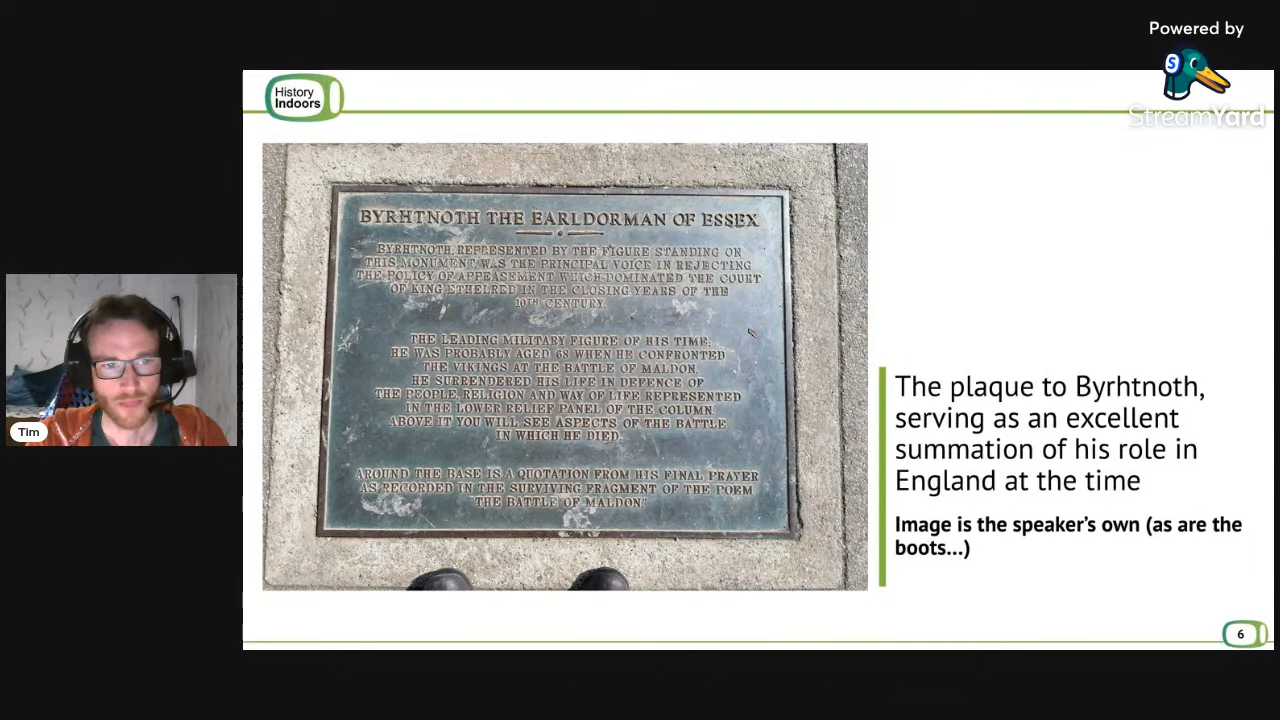 Powered by
S
StreamYard
History
Indoors
BYRHTNOTH THE EARLDORMAN OF ESSEX
BYRHTNOTH, REPRESENTED BY THE FIGURE STANDING ON
THIS MONUMENT, WAS THE PRINCIPAL VOICE IN REJECTING
THE POLICY OF APPEASEMENT WHICH DOMINATED THE COURT
OF KING ETHELRED IN THE CLOSING YEARS OF THE
10TH CENTURY.
THE LEADING MILITARY FIGURE OF HIS TIME,
HE WAS PROBABLY AGED 68 WHEN HE CONFRONTED
THE VIKINGS AT THE BATTLE OF MALDON.
HE SURRENDERED HIS LIFE IN DEFENCE OF
THE PEOPLE, RELIGION AND WAY OF LIFE REPRESENTED
IN THE LOWER RELIEF PANEL OF THE COLUMN
ABOVE IT YOU WILL SEE ASPECTS OF THE BATTLE
IN WHICH HE DIED.
AROUND THE BASE IS A QUOTATION FROM HIS FINAL PRAYER
AS RECORDED IN THE SURVIVING FRAGMENT OF THE POEM
"THE BATTLE OF MALDON"
The plaque to Byrhtnoth,
serving as an excellent
summation of his role in
England at the time
Image is the speaker's own (as are the
boots...)
Tim
6